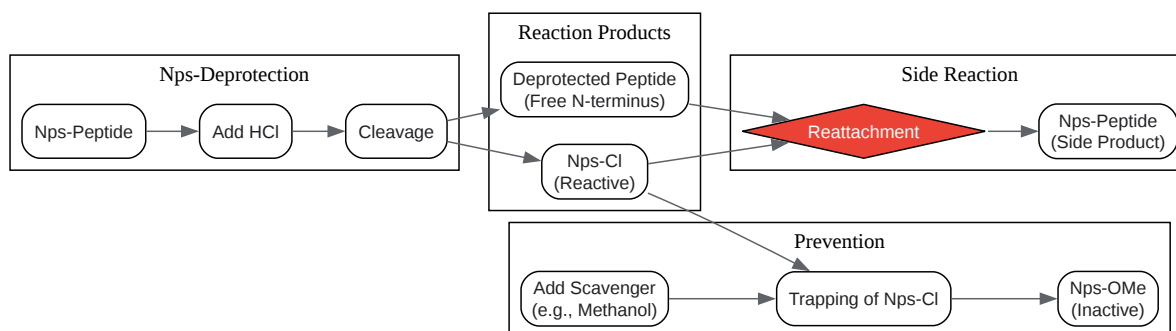 Nps-Deprotection
Nps-Peptide
Add HCl
Cleavage
Reaction Products
Deprotected Peptide
(Free N-terminus)
Nps-Cl
(Reactive)
Side Reaction
Reattachment
Nps-Peptide
(Side Product)
Prevention
Add Scavenger
(e.g., Methanol)
Trapping of Nps-Cl
Nps-OMe
(Inactive)